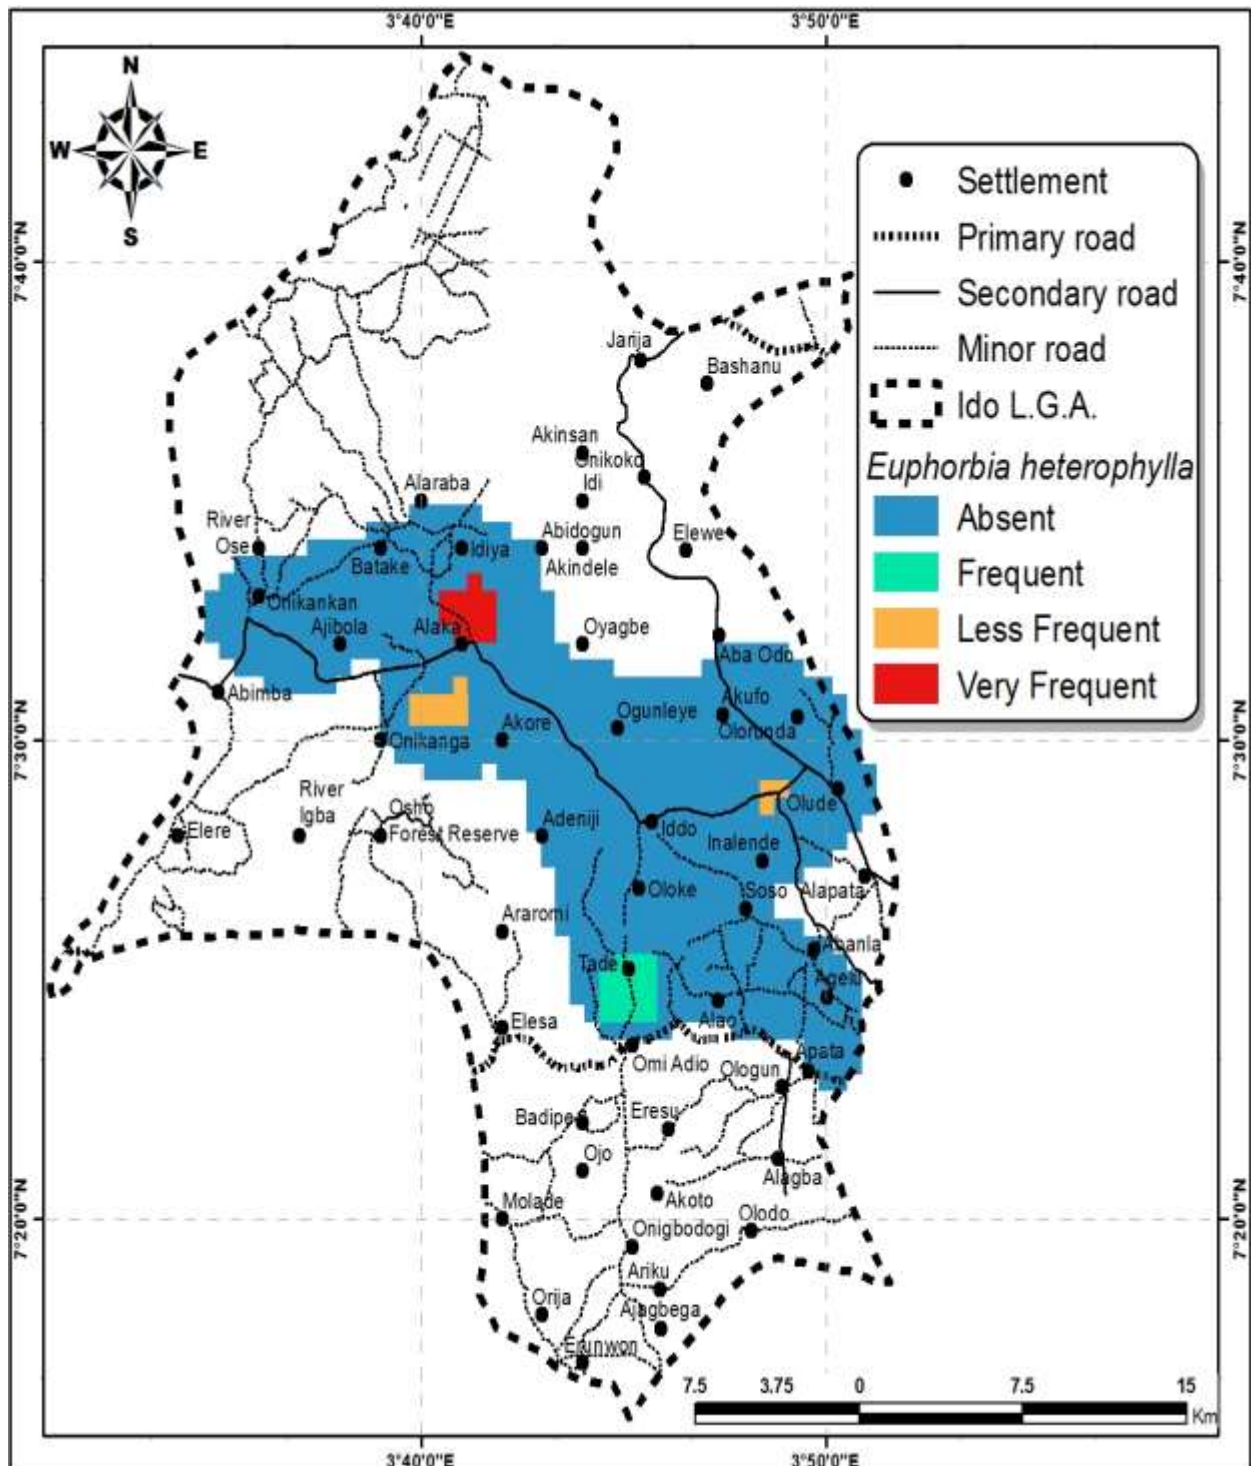 3°40'0"E
3°50'0"E
N
W
E
S
Settlement
Primary road
Secondary road
Minor road
Ido L.G.A.
Euphorbia heterophylla
Absent
Frequent
Less Frequent
Very Frequent
7°40'0"N
7°40'0"N
Jarija
Bashanu
Akinsan
Onikoko
Idi
Alaraba
River
Ose
Abidogun
Elewe
Batake
Idiya
Akindele
Onikankan
Ajibola
Alaka
Oyagbe
Aba Odo
Abimba
Akufo
Ogunleye
Akore
Olorunda
Onikanga
7°30'0"N
7°30'0"N
River
Igba
Osho
Forest Reserve
Olude
Elere
Adeniji
Iddo
Inalende
Oloke
Soso
Alapata
Araromi
Abanla
Tade
Agelu
Elesa
Alao
Omi Adio
Apata
Ologun
Badipe
Eresu
Ojo
Alagba
Molade
Akoto
Olodo
Onigbodogi
7°20'0"N
7°20'0"N
Ariku
Orija
Ajagbega
Erunwon
7.5
3.75
0
7.5
15
Km
3°40'0"E
3°50'0"E